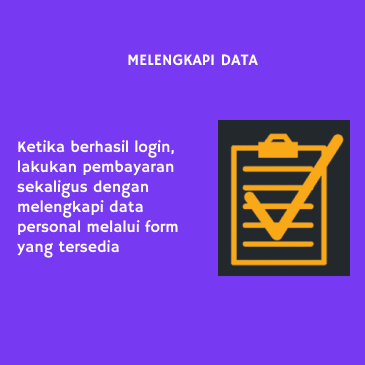 MELENGKAPI DATA
Ketika berhasil login,
lakukan pembayaran
sekaligus dengan
melengkapi data
personal melalui form
yang tersedia